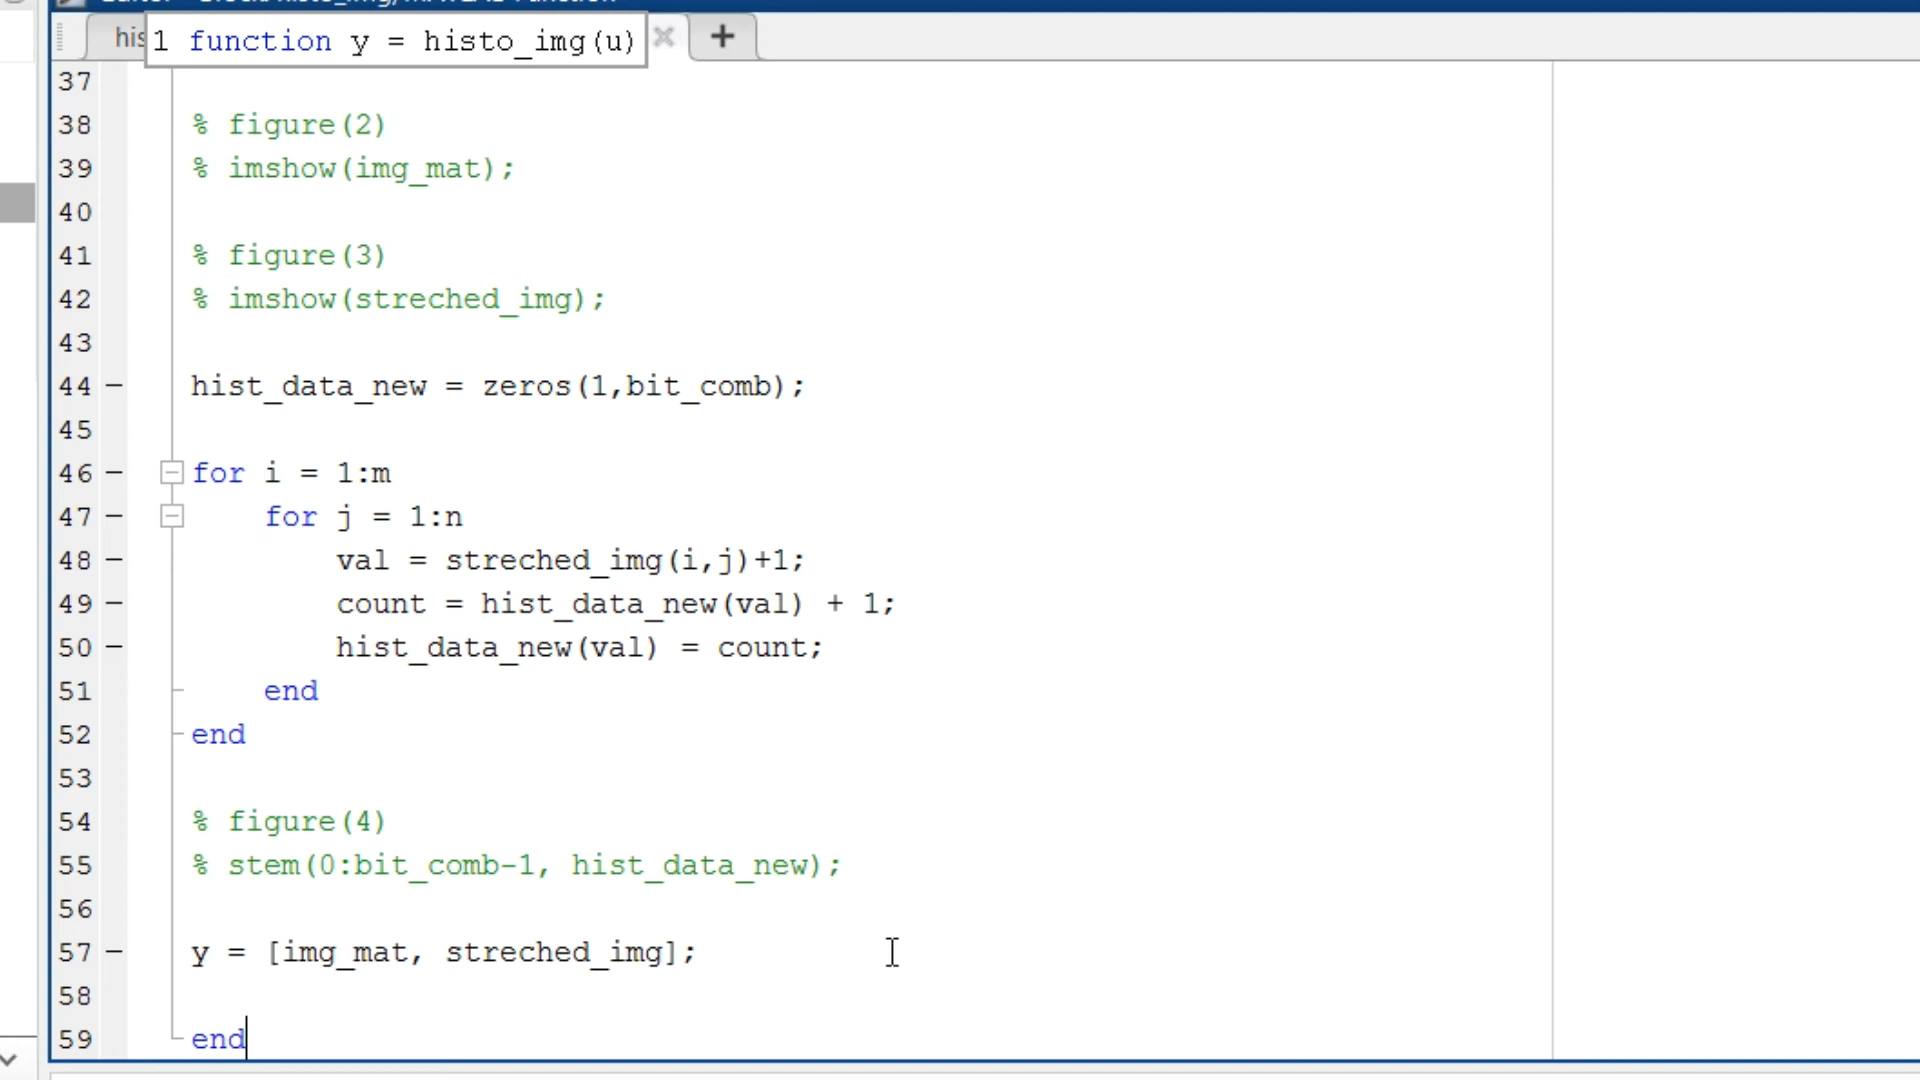 his
1 function y = histo_img(u)
37
38 % figure(2)
39 % imshow(img_mat);
40
41 % figure(3)
42 % imshow(streched_img);
43
44 – hist_data_new = zeros(1,bit_comb);
45
46 – for i = 1:m
47 – for j = 1:n
48 – val = streched_img(i,j)+1;
49 – count = hist_data_new(val) + 1;
50 – hist_data_new(val) = count;
51 end
52 end
53
54 % figure(4)
55 % stem(0:bit_comb-1, hist_data_new);
56
57 – y = [img_mat, streched_img];
58
59 end